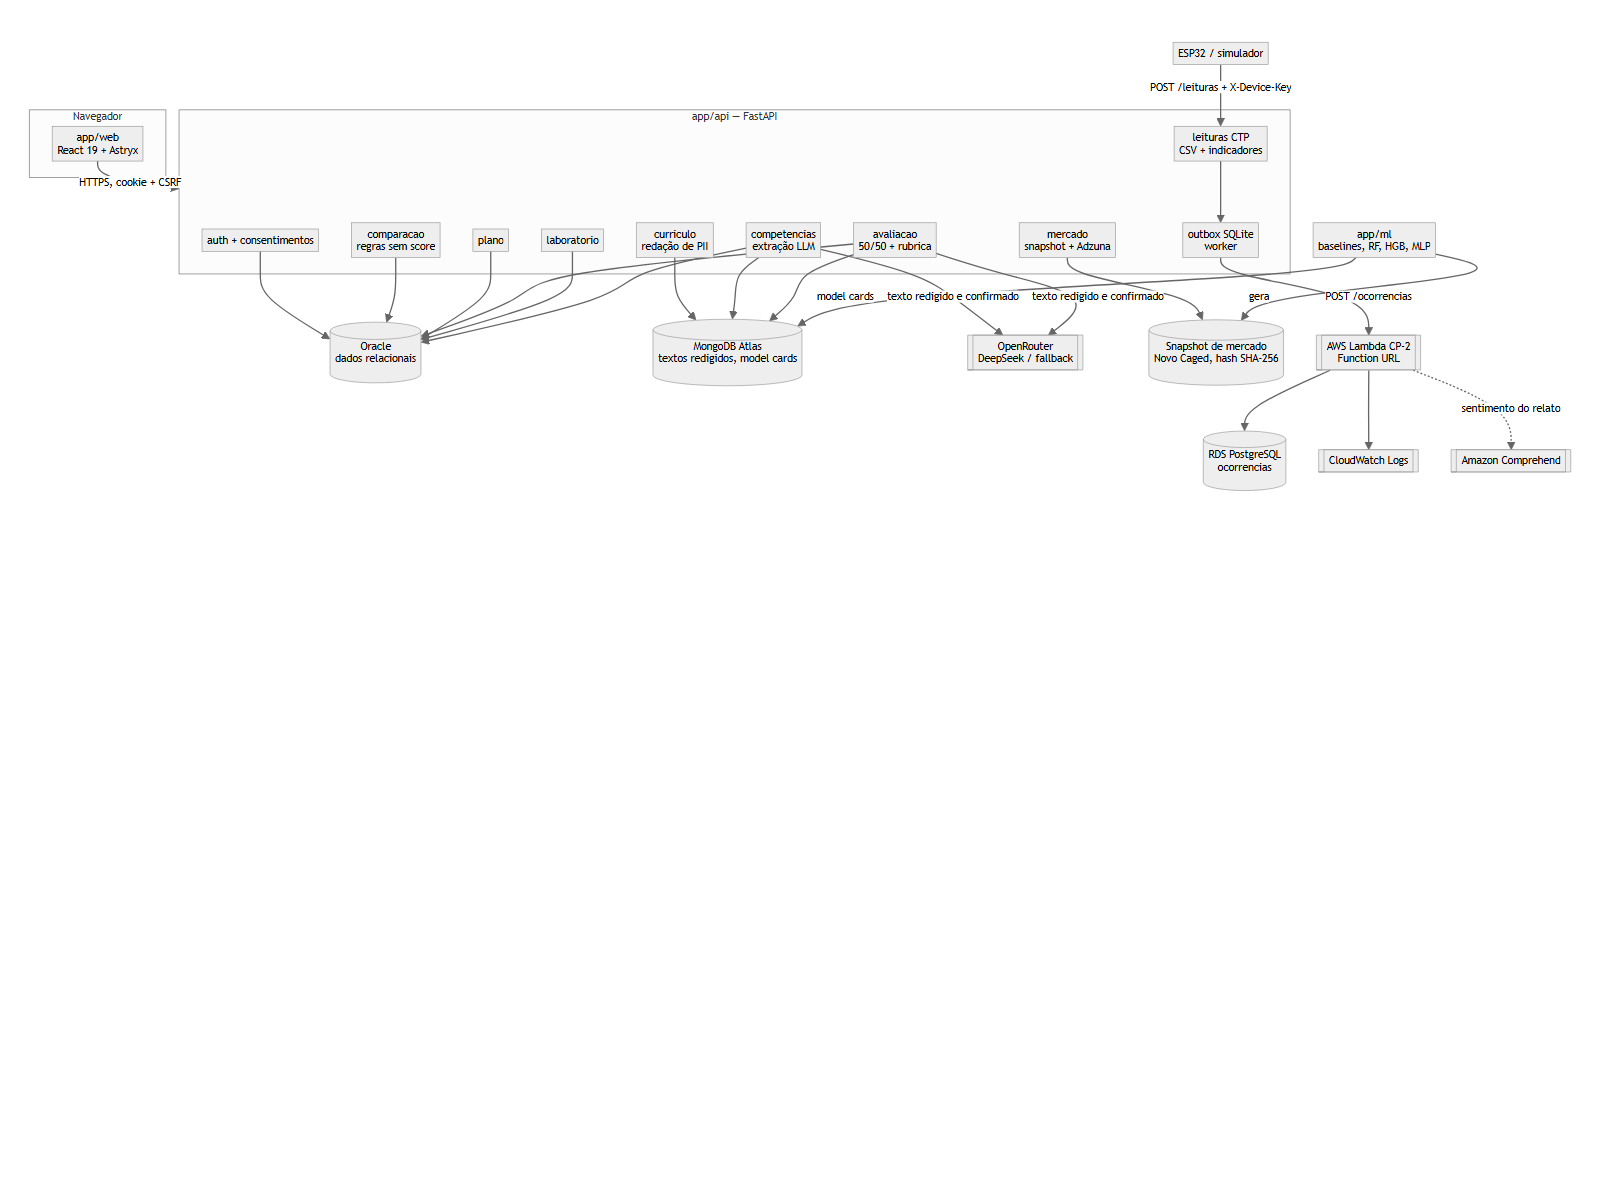 ESP32 / simulador
POST /leituras + X-Device-Key
Navegador
app/web
React 19 + Astryx
HTTPS, cookie + CSRF
app/api — FastAPI
leituras CTP
CSV + indicadores
auth + consentimentos
comparacao
regras sem score
plano
laboratorio
curriculo
redação de PII
competencias
extração LLM
avaliacao
50/50 + rubrica
mercado
snapshot + Adzuna
outbox SQLite
worker
app/ml
baselines, RF, HGB, MLP
model cards
texto redigido e confirmado
texto redigido e confirmado
gera
POST /ocorrencias
Oracle
dados relacionais
MongoDB Atlas
textos redigidos, model cards
OpenRouter
DeepSeek / fallback
Snapshot de mercado
Novo Caged, hash SHA-256
AWS Lambda CP-2
Function URL
sentimento do relato
RDS PostgreSQL
ocorrencias
CloudWatch Logs
Amazon Comprehend